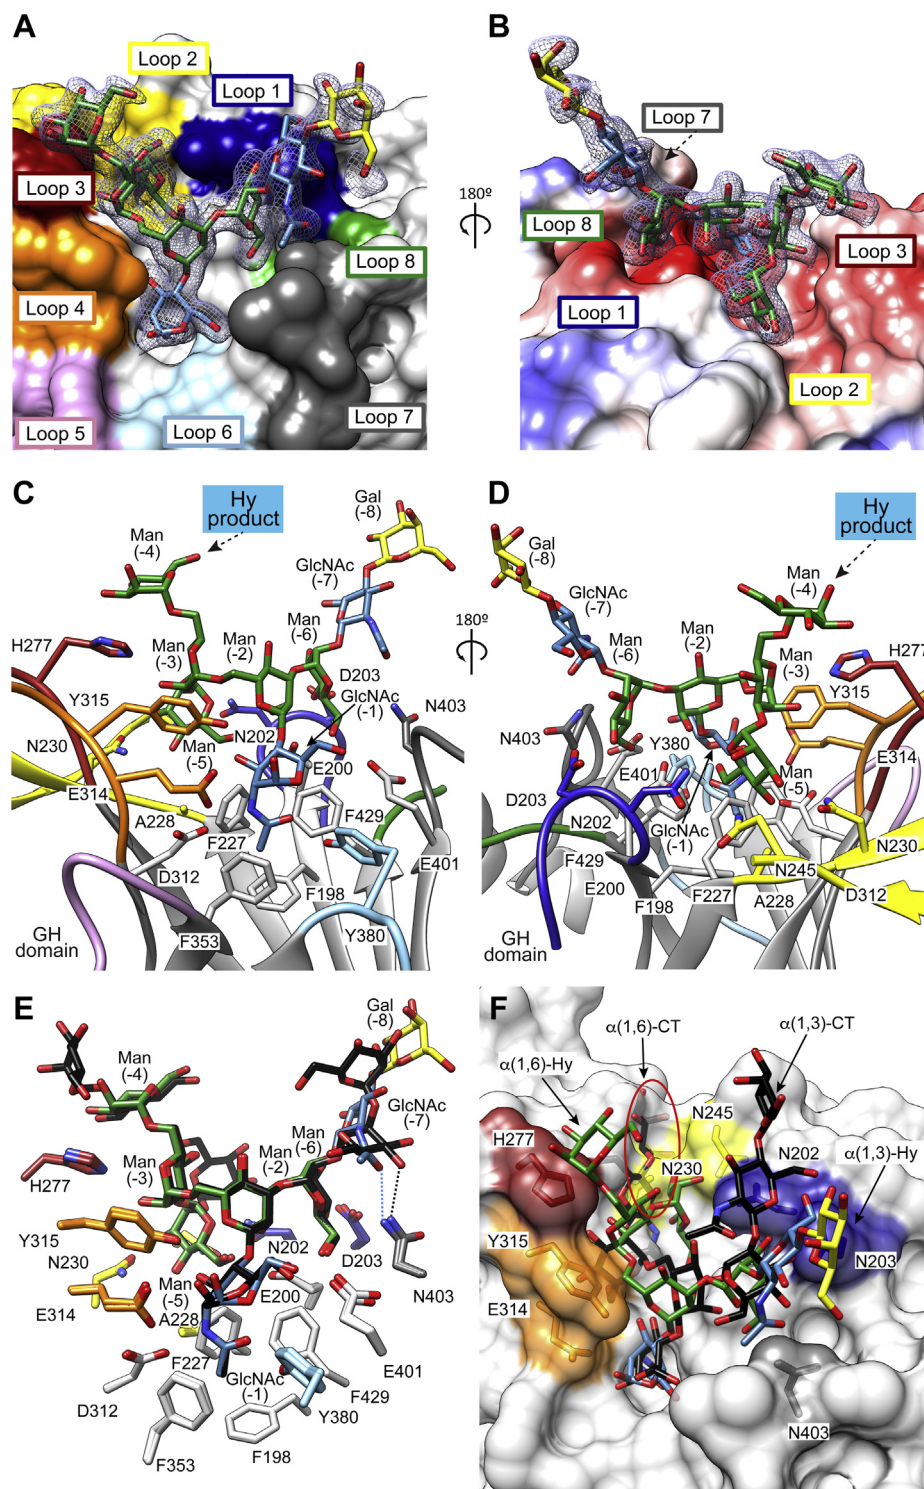 A
Loop 2
Loop 1
Loop 3
Loop 8
Loop 4
Loop 5
Loop 6
Loop 7
180º
B
Loop 7
Loop 8
Loop 3
Loop 1
Loop 2
C
Hy
product
Man
(-4)
Gal
(-8)
GlcNAc
(-7)
H277
Man
(-3)
Man
(-2)
Man
(-6)
Y315
D203
GlcNAc
(-1)
N403
N230
N202
Man
(-5)
E200
E314
A228
F429
F227
D312
E401
F198
F353
Y380
GH
domain
180º
D
Hy
product
Gal
(-8)
Man
(-4)
GlcNAc
(-7)
Man
(-6)
Man
(-2)
H277
Man
(-3)
Y315
N403
Y380
E314
E401
Man
(-5)
D203
N202
GlcNAc
(-1)
N230
F429
N245
E200
F227
A228
D312
F198
GH
domain
E
Gal
(-8)
Man
(-4)
GlcNAc
(-7)
Man
(-6)
Man
(-2)
Man
(-3)
H277
Y315
N202
N230
D203
Man
(-5)
E200
N403
E314
A228
F227
E401
GlcNAc
(-1)
F429
D312
Y380
F198
F353
F
α(1,6)-CT
α(1,3)-CT
α(1,6)-Hy
N245
H277
N202
α(1,3)-Hy
N230
Y315
N203
E314
N403